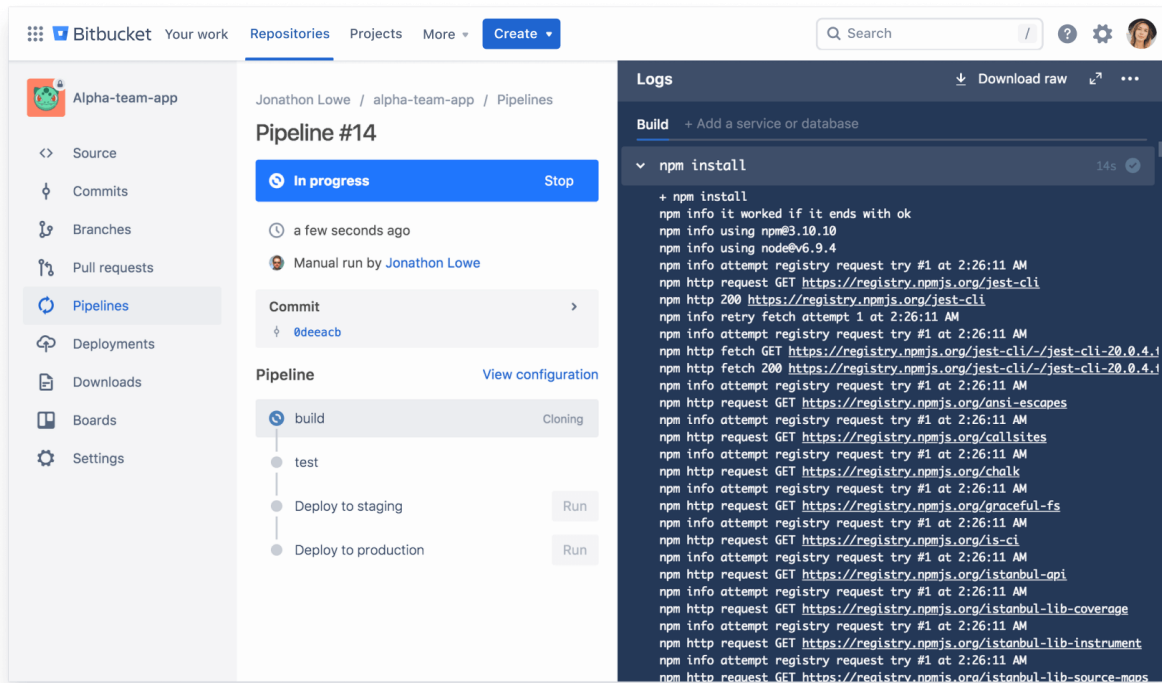 Bitbucket Your work Repositories Projects More Create Search /
Alpha-team-app
Source
Commits
Branches
Pull requests
Pipelines
Deployments
Downloads
Boards
Settings
Jonathon Lowe / alpha-team-app / Pipelines
Pipeline #14
In progress Stop
a few seconds ago
Manual run by Jonathon Lowe
Commit
0deeacb
Pipeline View configuration
build Cloning
test
Deploy to staging Run
Deploy to production Run
Logs Download raw
Build + Add a service or database
npm install 14s
+ npm install
npm info it worked if it ends with ok
npm info using npm@3.10.10
npm info using node@v6.9.4
npm info attempt registry request try #1 at 2:26:11 AM
npm http request GET https://registry.npmjs.org/jest-cli
npm http 200 https://registry.npmjs.org/jest-cli
npm info retry fetch attempt 1 at 2:26:11 AM
npm info attempt registry request try #1 at 2:26:11 AM
npm http fetch GET https://registry.npmjs.org/jest-cli/-/jest-cli-20.0.4.t
npm http fetch 200 https://registry.npmjs.org/jest-cli/-/jest-cli-20.0.4.t
npm info attempt registry request try #1 at 2:26:11 AM
npm http request GET https://registry.npmjs.org/ansi-escapes
npm info attempt registry request try #1 at 2:26:11 AM
npm http request GET https://registry.npmjs.org/callsites
npm info attempt registry request try #1 at 2:26:11 AM
npm http request GET https://registry.npmjs.org/chalk
npm info attempt registry request try #1 at 2:26:11 AM
npm http request GET https://registry.npmjs.org/graceful-fs
npm info attempt registry request try #1 at 2:26:11 AM
npm http request GET https://registry.npmjs.org/is-ci
npm info attempt registry request try #1 at 2:26:11 AM
npm http request GET https://registry.npmjs.org/istanbul-api
npm info attempt registry request try #1 at 2:26:11 AM
npm http request GET https://registry.npmjs.org/istanbul-lib-coverage
npm info attempt registry request try #1 at 2:26:11 AM
npm http request GET https://registry.npmjs.org/istanbul-lib-instrument
npm info attempt registry request try #1 at 2:26:11 AM
npm http request GET https://registry.npmjs.org/istanbul-lib-source-maps